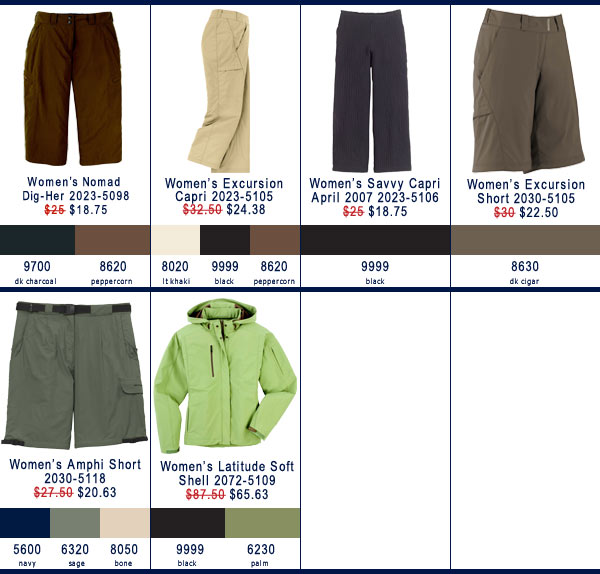 Women's Nomad
Dig-Her 2023-5098
$25 $18.75
9700 8620
dk charcoal peppercorn
Women's Excursion
Capri 2023-5105
$32.50 $24.38
8020 9999 8620
lt khaki black peppercorn
Women's Savvy Capri
April 2007 2023-5106
$25 $18.75
9999
black
Women's Excursion
Short 2030-5105
$30 $22.50
8630
dk cigar
Women's Amphi Short
2030-5118
$27.50 $20.63
5600 6320 8050
navy sage bone
Women's Latitude Soft
Shell 2072-5109
$87.50 $65.63
9999 6230
black palm